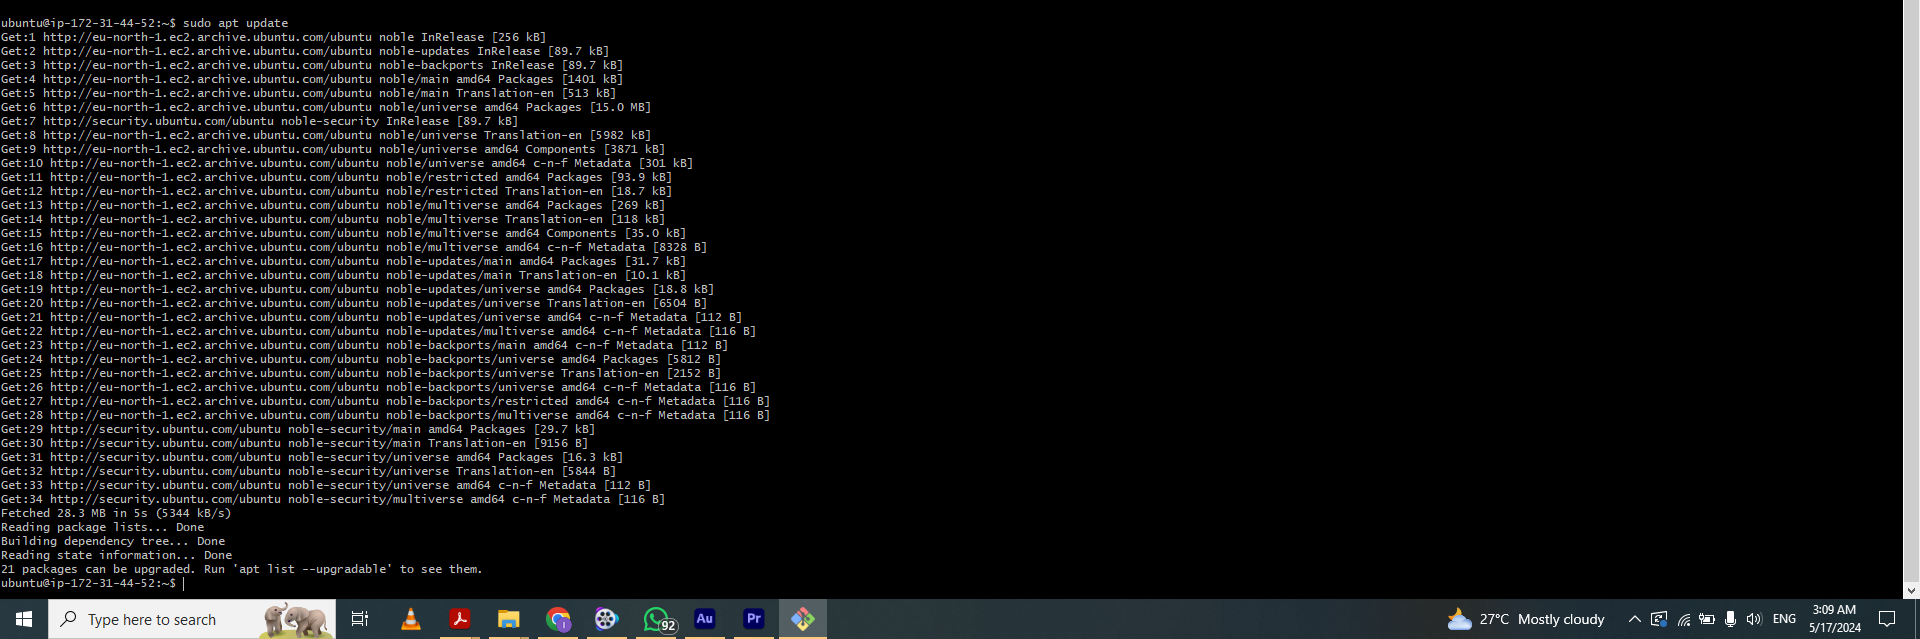 ubuntu@ip-172-31-44-52:~$ sudo apt update
Get:1 http://eu-north-1.ec2.archive.ubuntu.com/ubuntu noble InRelease [256 kB]
Get:2 http://eu-north-1.ec2.archive.ubuntu.com/ubuntu noble-updates InRelease [89.7 kB]
Get:3 http://eu-north-1.ec2.archive.ubuntu.com/ubuntu noble-backports InRelease [89.7 kB]
Get:4 http://eu-north-1.ec2.archive.ubuntu.com/ubuntu noble/main amd64 Packages [1401 kB]
Get:5 http://eu-north-1.ec2.archive.ubuntu.com/ubuntu noble/main Translation-en [513 kB]
Get:6 http://eu-north-1.ec2.archive.ubuntu.com/ubuntu noble/universe amd64 Packages [15.0 MB]
Get:7 http://security.ubuntu.com/ubuntu noble-security InRelease [89.7 kB]
Get:8 http://eu-north-1.ec2.archive.ubuntu.com/ubuntu noble/universe Translation-en [5982 kB]
Get:9 http://eu-north-1.ec2.archive.ubuntu.com/ubuntu noble/universe amd64 Components [3871 kB]
Get:10 http://eu-north-1.ec2.archive.ubuntu.com/ubuntu noble/universe amd64 c-n-f Metadata [301 kB]
Get:11 http://eu-north-1.ec2.archive.ubuntu.com/ubuntu noble/restricted amd64 Packages [93.9 kB]
Get:12 http://eu-north-1.ec2.archive.ubuntu.com/ubuntu noble/restricted Translation-en [18.7 kB]
Get:13 http://eu-north-1.ec2.archive.ubuntu.com/ubuntu noble/multiverse amd64 Packages [269 kB]
Get:14 http://eu-north-1.ec2.archive.ubuntu.com/ubuntu noble/multiverse Translation-en [118 kB]
Get:15 http://eu-north-1.ec2.archive.ubuntu.com/ubuntu noble/multiverse amd64 Components [35.0 kB]
Get:16 http://eu-north-1.ec2.archive.ubuntu.com/ubuntu noble/multiverse amd64 c-n-f Metadata [8328 B]
Get:17 http://eu-north-1.ec2.archive.ubuntu.com/ubuntu noble-updates/main amd64 Packages [31.7 kB]
Get:18 http://eu-north-1.ec2.archive.ubuntu.com/ubuntu noble-updates/main Translation-en [10.1 kB]
Get:19 http://eu-north-1.ec2.archive.ubuntu.com/ubuntu noble-updates/universe amd64 Packages [18.8 kB]
Get:20 http://eu-north-1.ec2.archive.ubuntu.com/ubuntu noble-updates/universe Translation-en [6504 B]
Get:21 http://eu-north-1.ec2.archive.ubuntu.com/ubuntu noble-updates/universe amd64 c-n-f Metadata [112 B]
Get:22 http://eu-north-1.ec2.archive.ubuntu.com/ubuntu noble-updates/multiverse amd64 c-n-f Metadata [116 B]
Get:23 http://eu-north-1.ec2.archive.ubuntu.com/ubuntu noble-backports/main amd64 c-n-f Metadata [112 B]
Get:24 http://eu-north-1.ec2.archive.ubuntu.com/ubuntu noble-backports/universe amd64 Packages [5812 B]
Get:25 http://eu-north-1.ec2.archive.ubuntu.com/ubuntu noble-backports/universe Translation-en [2152 B]
Get:26 http://eu-north-1.ec2.archive.ubuntu.com/ubuntu noble-backports/universe amd64 c-n-f Metadata [116 B]
Get:27 http://eu-north-1.ec2.archive.ubuntu.com/ubuntu noble-backports/restricted amd64 c-n-f Metadata [116 B]
Get:28 http://eu-north-1.ec2.archive.ubuntu.com/ubuntu noble-backports/multiverse amd64 c-n-f Metadata [116 B]
Get:29 http://security.ubuntu.com/ubuntu noble-security/main amd64 Packages [29.7 kB]
Get:30 http://security.ubuntu.com/ubuntu noble-security/main Translation-en [9156 B]
Get:31 http://security.ubuntu.com/ubuntu noble-security/universe amd64 Packages [16.3 kB]
Get:32 http://security.ubuntu.com/ubuntu noble-security/universe Translation-en [5844 B]
Get:33 http://security.ubuntu.com/ubuntu noble-security/universe amd64 c-n-f Metadata [112 B]
Get:34 http://security.ubuntu.com/ubuntu noble-security/multiverse amd64 c-n-f Metadata [116 B]
Fetched 28.3 MB in 5s (5344 kB/s)
Reading package lists... Done
Building dependency tree... Done
Reading state information... Done
21 packages can be upgraded. Run 'apt list --upgradable' to see them.
ubuntu@ip-172-31-44-52:~$
Type here to search
92
Au
Pr
27°C Mostly cloudy
ENG
3:09 AM
5/17/2024